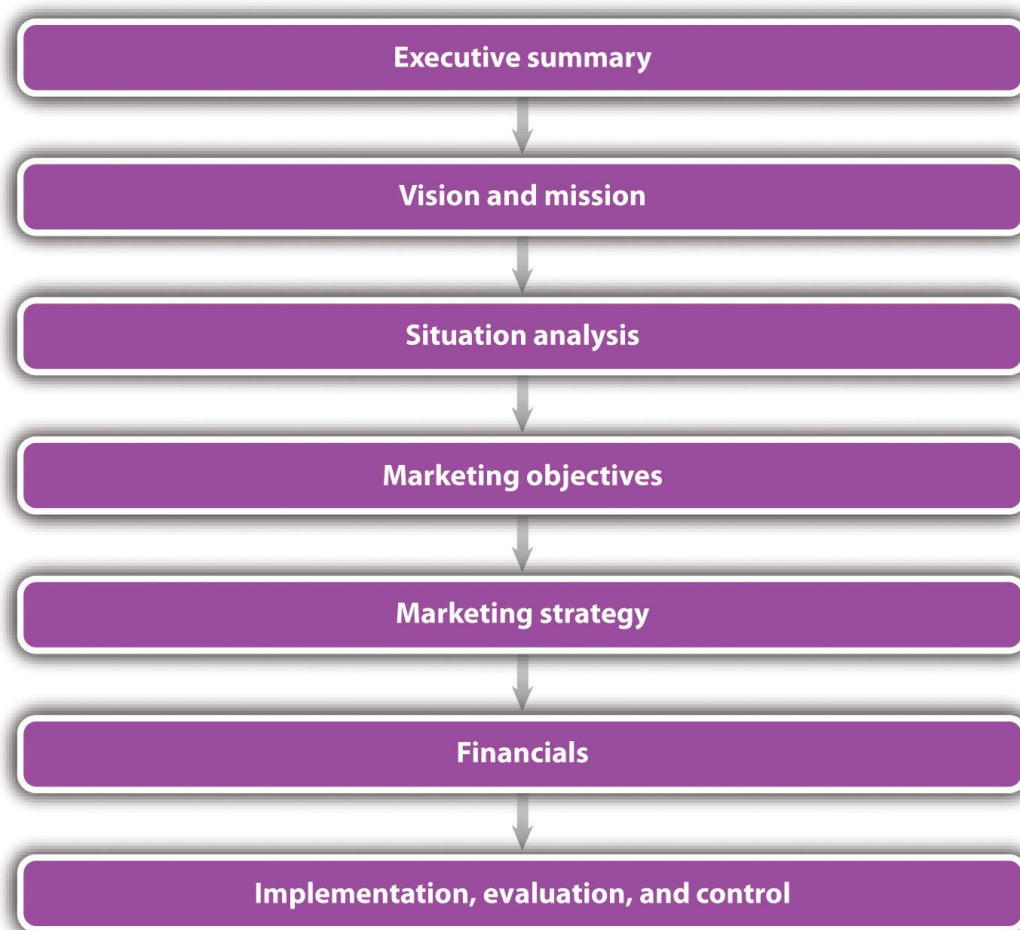 Executive summary
Vision and mission
Situation analysis
Marketing objectives
Marketing strategy
Financials
Implementation, evaluation, and control